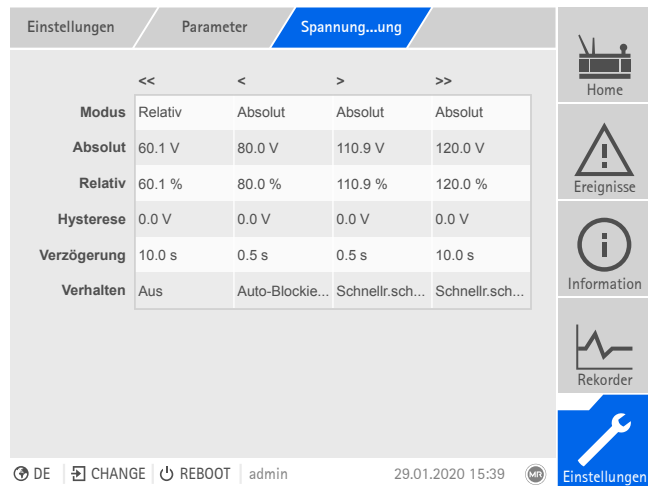 Einstellungen Parameter Spannung...ung
Home
<< < > >>
Modus Relativ Absolut Absolut Absolut
Absolut 60.1 V 80.0 V 110.9 V 120.0 V
Relativ 60.1 % 80.0 % 110.9 % 120.0 %
Ereignisse
Hysterese 0.0 V 0.0 V 0.0 V 0.0 V
Verzögerung 10.0 s 0.5 s 0.5 s 10.0 s
Verhalten Aus Auto-Blockie... Schnellr.sch... Schnellr.sch...
Information
Rekorder
Einstellungen
DE CHANGE REBOOT admin 29.01.2020 15:39 MR